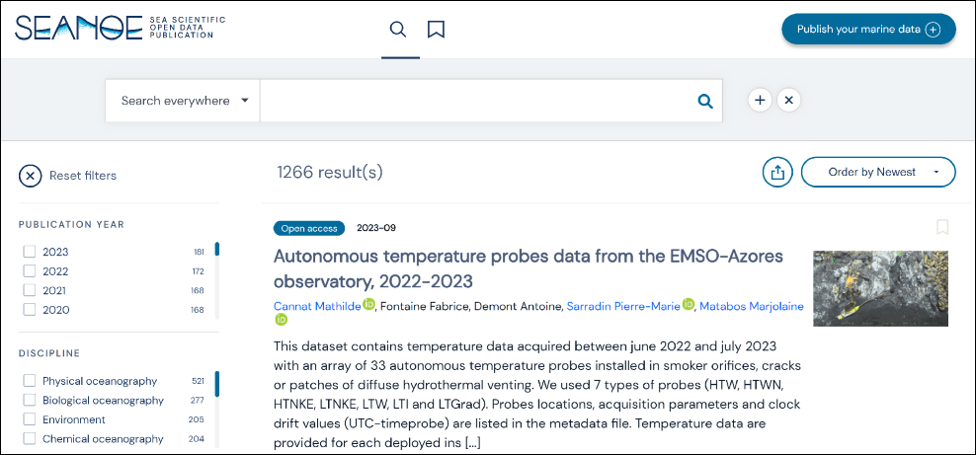 SEANOE SEA SCIENTIFIC
OPEN DATA
PUBLICATION
Publish your marine data
Search everywhere
Reset filters
1266 result(s)
Order by Newest
PUBLICATION YEAR
2023 181
2022 172
2021 168
2020 168
DISCIPLINE
Physical oceanography 521
Biological oceanography 277
Environment 205
Chemical oceanography 204
Open access 2023-09
Autonomous temperature probes data from the EMSO-Azores
observatory, 2022-2023
Cannat Mathilde iD, Fontaine Fabrice, Demont Antoine, Sarradin Pierre-Marie iD, Matabos Marjolaine
iD
This dataset contains temperature data acquired between june 2022 and july 2023
with an array of 33 autonomous temperature probes installed in smoker orifices, cracks
or patches of diffuse hydrothermal venting. We used 7 types of probes (HTW, HTWN,
HTNKE, LTNKE, LTW, LTI and LTGrad). Probes locations, acquisition parameters and clock
drift values (UTC-timeprobe) are listed in the metadata file. Temperature data are
provided for each deployed ins [...]